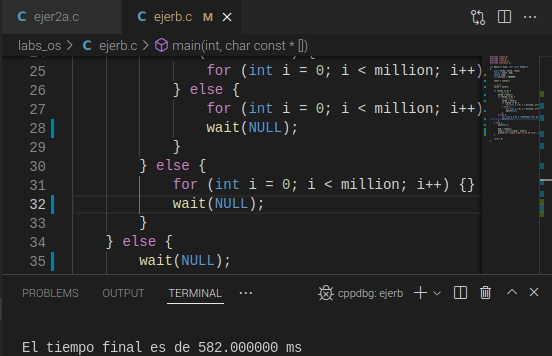 C ejer2a.c C ejerb.c M ×
labs_os > C ejerb.c > main(int, char const * [])
25 for (int i = 0; i < million; i++)
26 } else {
27 for (int i = 0; i < million; i++)
28 wait(NULL);
29 }
30 } else {
31 for (int i = 0; i < million; i++) {}
32 wait(NULL);
33 }
34 } else {
35 wait(NULL);
PROBLEMS OUTPUT TERMINAL ··· cppdbg: ejerb
El tiempo final es de 582.000000 ms